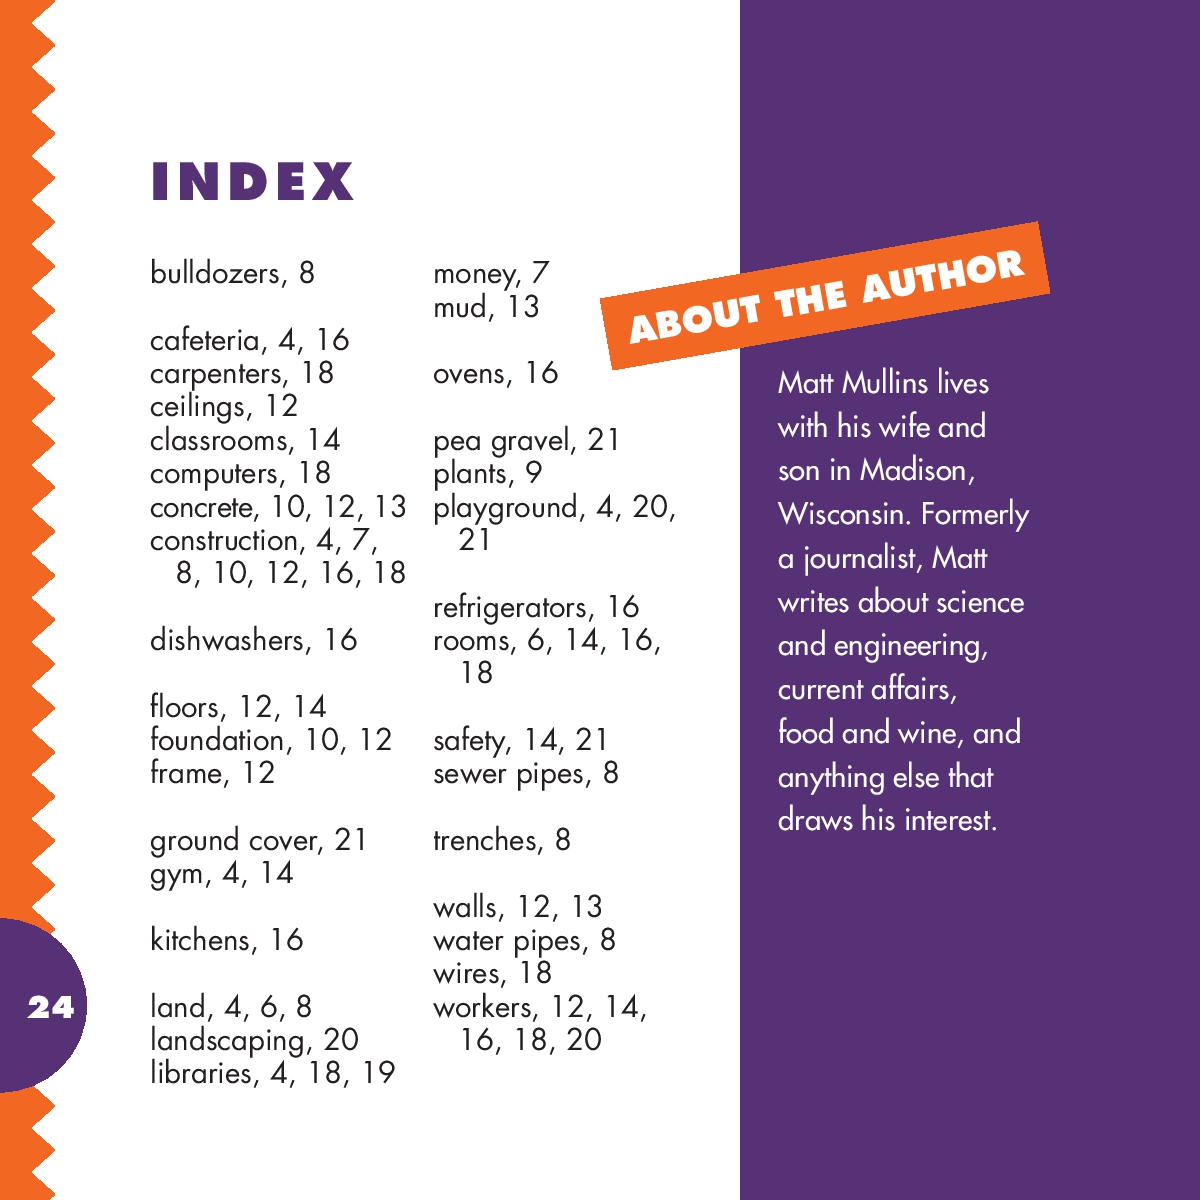 INDEX
bulldozers, 8
cafeteria, 4, 16
carpenters, 18
ceilings, 12
classrooms, 14
computers, 18
concrete, 10, 12, 13
construction, 4, 7,
8, 10, 12, 16, 18
dishwashers, 16
floors, 12, 14
foundation, 10, 12
frame, 12
ground cover, 21
gym, 4, 14
kitchens, 16
land, 4, 6, 8
landscaping, 20
libraries, 4, 18, 19
money, 7
mud, 13
ovens, 16
pea gravel, 21
plants, 9
playground, 4, 20,
21
refrigerators, 16
rooms, 6, 14, 16,
18
safety, 14, 21
sewer pipes, 8
trenches, 8
walls, 12, 13
water pipes, 8
wires, 18
workers, 12, 14,
16, 18, 20
ABOUT THE AUTHOR
Matt Mullins lives
with his wife and
son in Madison,
Wisconsin. Formerly
a journalist, Matt
writes about science
and engineering,
current affairs,
food and wine, and
anything else that
draws his interest.
24